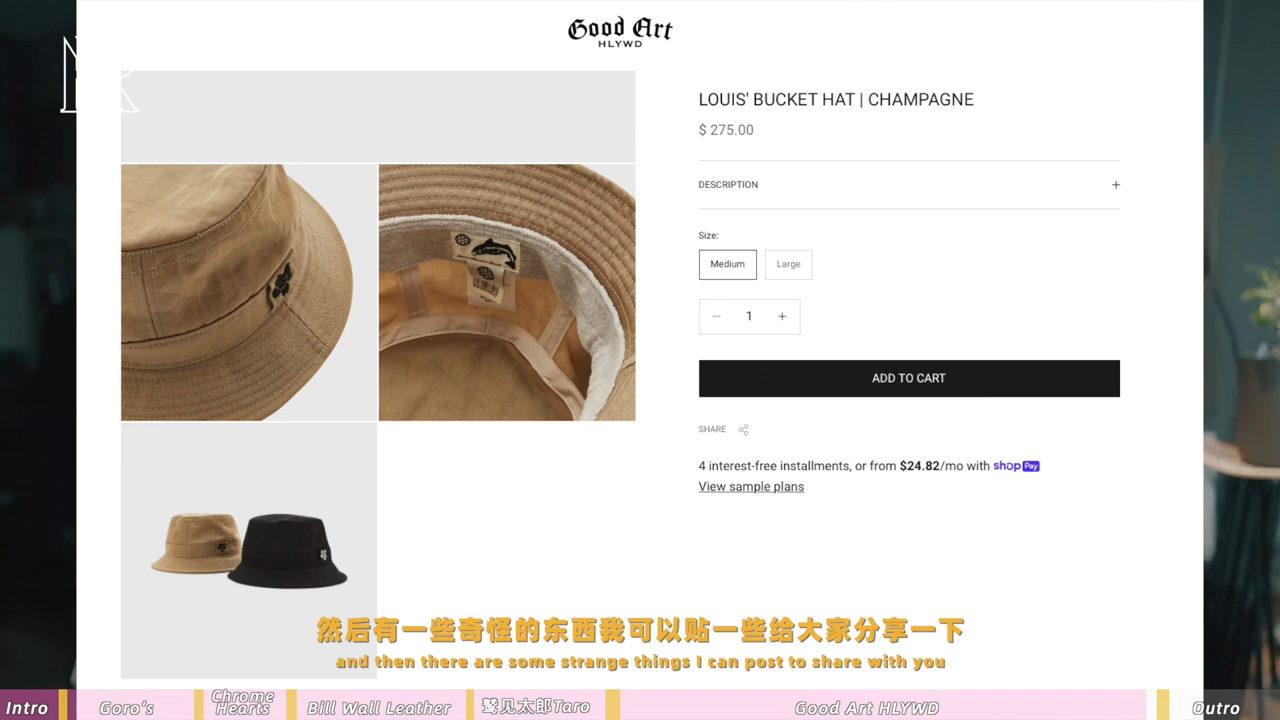 Good Art
HLYWD
LOUIS' BUCKET HAT | CHAMPAGNE
$ 275.00
DESCRIPTION +
Size:
Medium
Large
− 1 +
ADD TO CART
SHARE
4 interest-free installments, or from $24.82/mo with shop Pay
View sample plans
然后有一些奇怪的东西我可以贴一些给大家分享一下
and then there are some strange things I can post to share with you
Intro
Goro's
Chrome
Hearts
Bill Wall Leather
鹫见太郎Taro
Good Art HLYWD
Outro